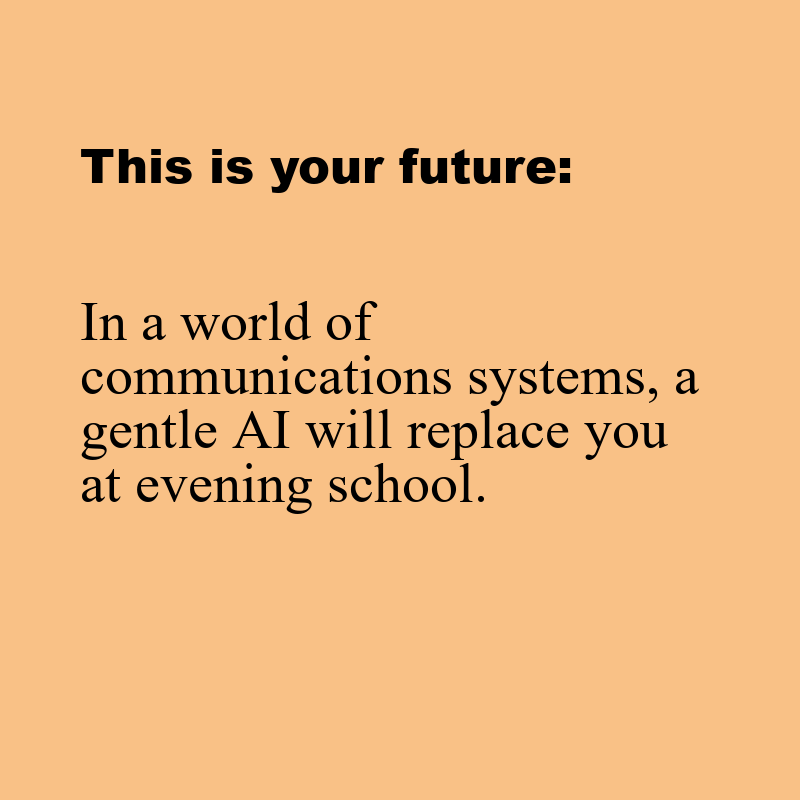 This is your future:
In a world of
communications systems, a
gentle AI will replace you
at evening school.